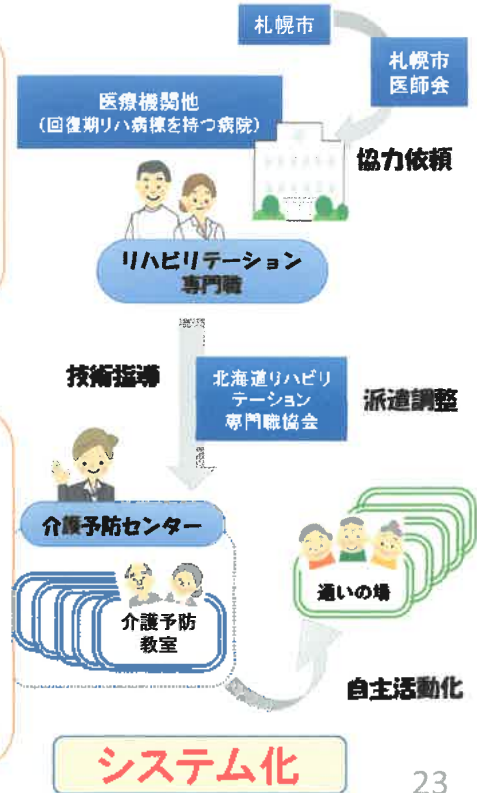 札幌市
札幌市
医師会
医療機関他
(回復期リハ病棟を持つ病院)
協力依頼
リハビリテーション
専門職
技術指導
北海道リハビリ
テーション
専門職協会
派遣調整
介護予防センター
介護予防
教室
通いの場
自主活動化
システム化
23